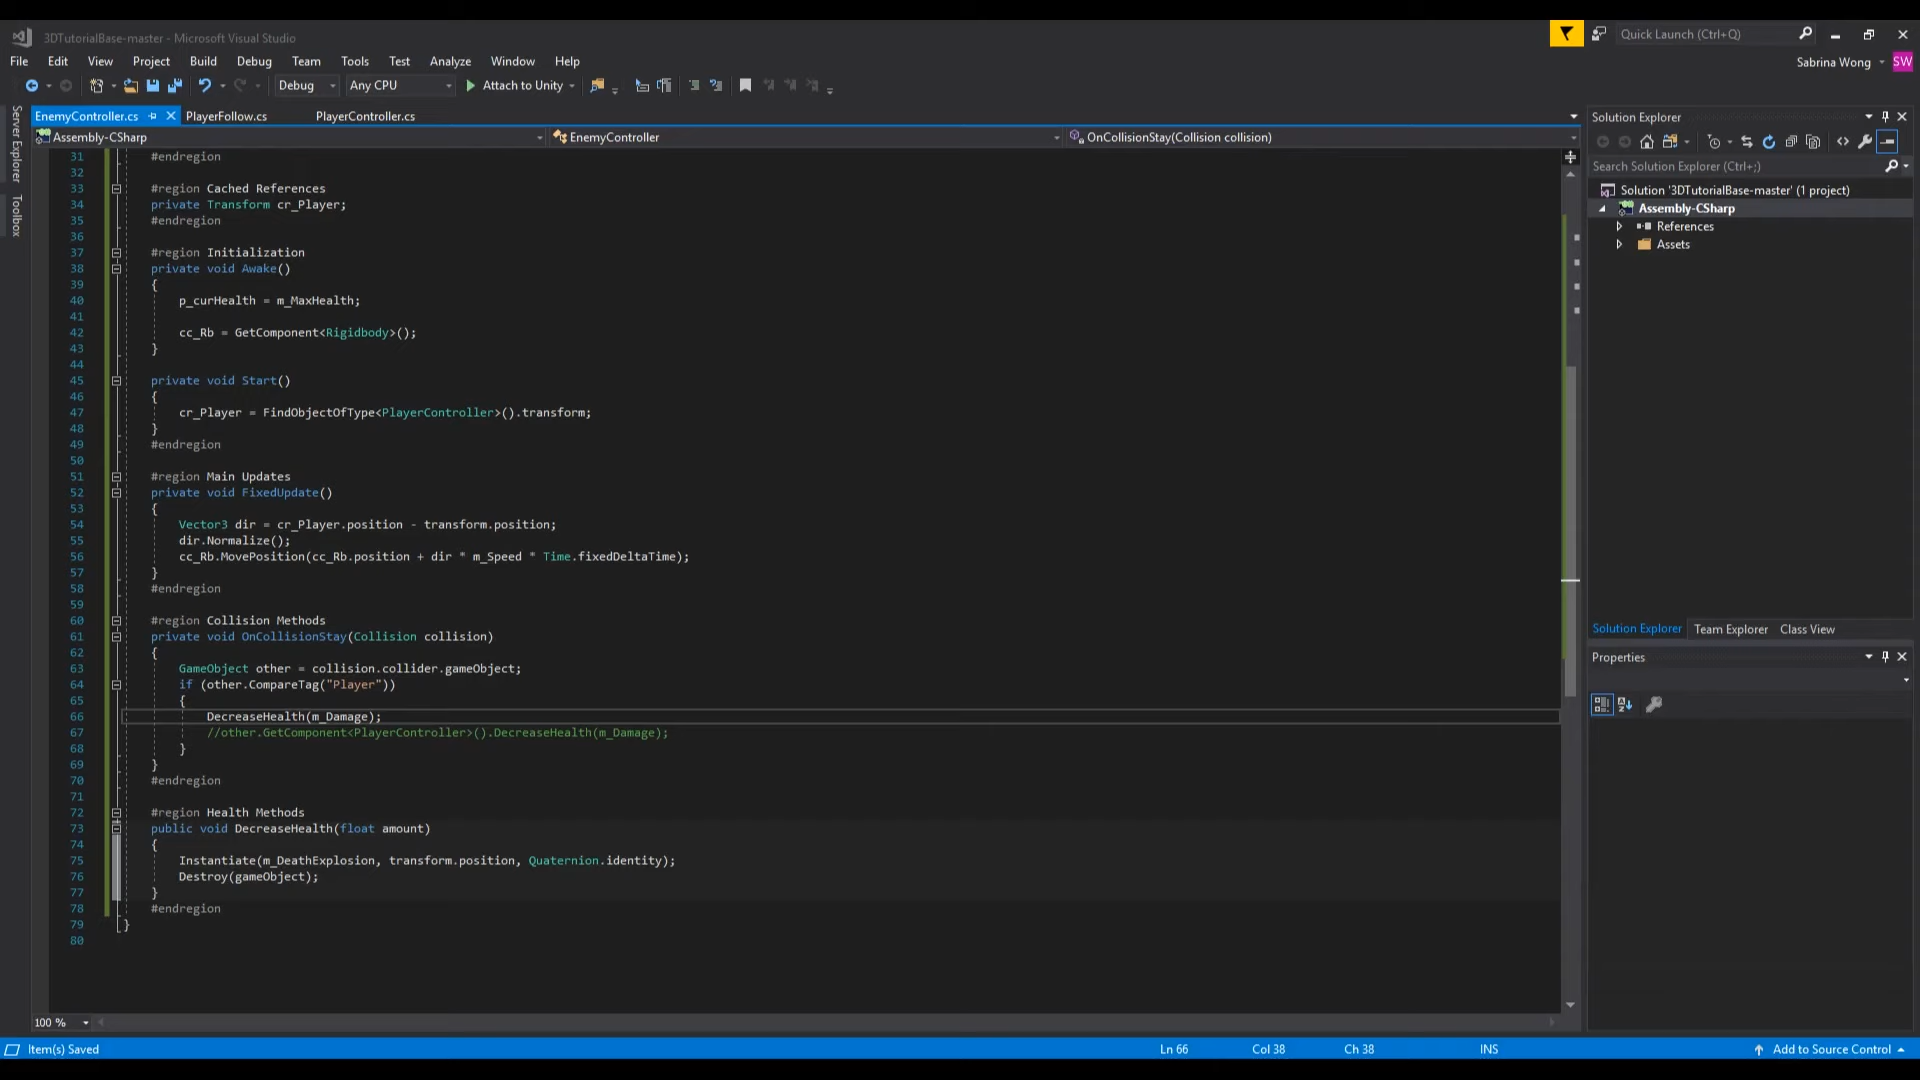 3DTutorialBase-master - Microsoft Visual Studio
Quick Launch (Ctrl+Q)
File Edit View Project Build Debug Team Tools Test Analyze Window Help
Sabrina Wong SW
Debug Any CPU Attach to Unity
Server Explorer
Toolbox
EnemyController.cs PlayerFollow.cs PlayerController.cs
Assembly-CSharp EnemyController OnCollisionStay(Collision collision)
31 #endregion
32
33 #region Cached References
34 private Transform cr_Player;
35 #endregion
36
37 #region Initialization
38 private void Awake()
39 {
40 p_curHealth = m_MaxHealth;
41
42 cc_Rb = GetComponent<Rigidbody>();
43 }
44
45 private void Start()
46 {
47 cr_Player = FindObjectOfType<PlayerController>().transform;
48 }
49 #endregion
50
51 #region Main Updates
52 private void FixedUpdate()
53 {
54 Vector3 dir = cr_Player.position - transform.position;
55 dir.Normalize();
56 cc_Rb.MovePosition(cc_Rb.position + dir * m_Speed * Time.fixedDeltaTime);
57 }
58 #endregion
59
60 #region Collision Methods
61 private void OnCollisionStay(Collision collision)
62 {
63 GameObject other = collision.collider.gameObject;
64 if (other.CompareTag("Player"))
65 {
66 DecreaseHealth(m_Damage);
67 //other.GetComponent<PlayerController>().DecreaseHealth(m_Damage);
68 }
69 }
70 #endregion
71
72 #region Health Methods
73 public void DecreaseHealth(float amount)
74 {
75 Instantiate(m_DeathExplosion, transform.position, Quaternion.identity);
76 Destroy(gameObject);
77 }
78 #endregion
79 }
80
100 %
Solution Explorer
Search Solution Explorer (Ctrl+;)
Solution '3DTutorialBase-master' (1 project)
Assembly-CSharp
References
Assets
Solution Explorer Team Explorer Class View
Properties
Item(s) Saved Ln 66 Col 38 Ch 38 INS Add to Source Control